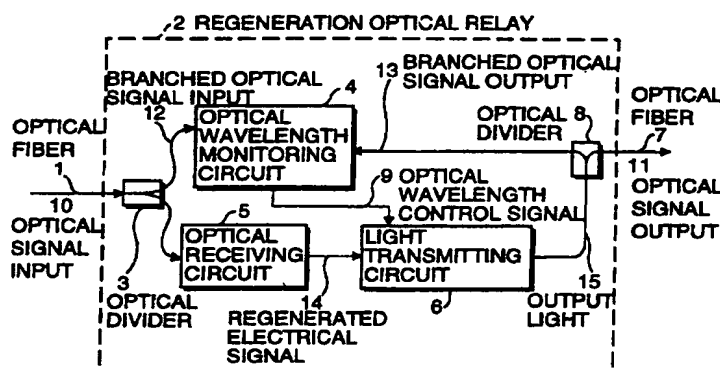 2 REGENERATION OPTICAL RELAY
BRANCHED OPTICAL
SIGNAL INPUT
12
4
OPTICAL
WAVELENGTH
MONITORING
CIRCUIT
13
BRANCHED OPTICAL
SIGNAL OUTPUT
OPTICAL
DIVIDER
8
OPTICAL
FIBER
7
11
OPTICAL
SIGNAL
OUTPUT
OPTICAL
FIBER
1
10
OPTICAL
SIGNAL
INPUT
3
OPTICAL
DIVIDER
9
OPTICAL
WAVELENGTH
CONTROL SIGNAL
5
OPTICAL
RECEIVING
CIRCUIT
14
REGENERATED
ELECTRICAL
SIGNAL
LIGHT
TRANSMITTING
CIRCUIT
6
15
OUTPUT
LIGHT